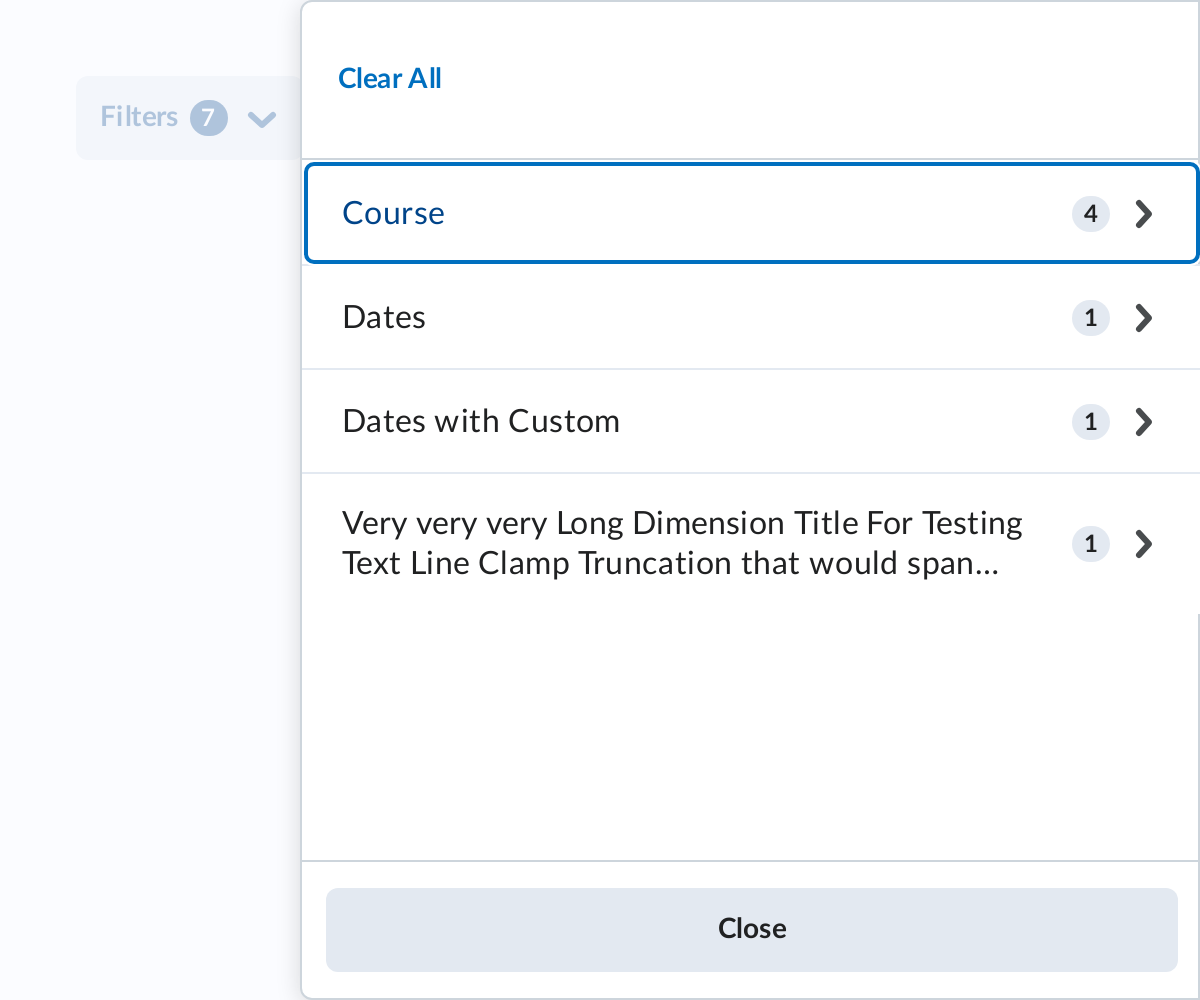 Clear All
Filters 7
Course 4
Dates 1
Dates with Custom 1
Very very very Long Dimension Title For Testing
Text Line Clamp Truncation that would span... 1
Close